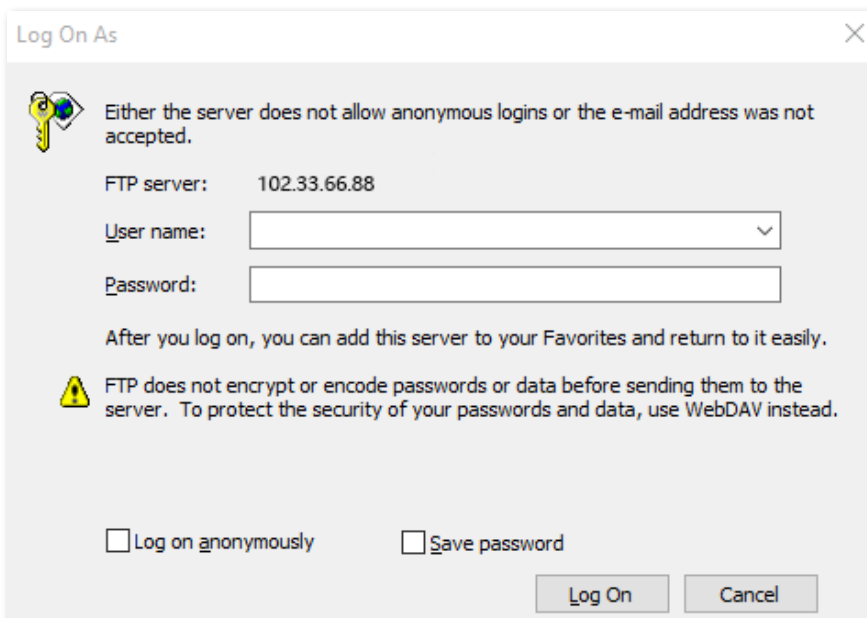 Log On As
Either the server does not allow anonymous logins or the e-mail address was not
accepted.
FTP server: 102.33.66.88
User name:
Password:
After you log on, you can add this server to your Favorites and return to it easily.
FTP does not encrypt or encode passwords or data before sending them to the
server. To protect the security of your passwords and data, use WebDAV instead.
Log on anonymously Save password
Log On Cancel